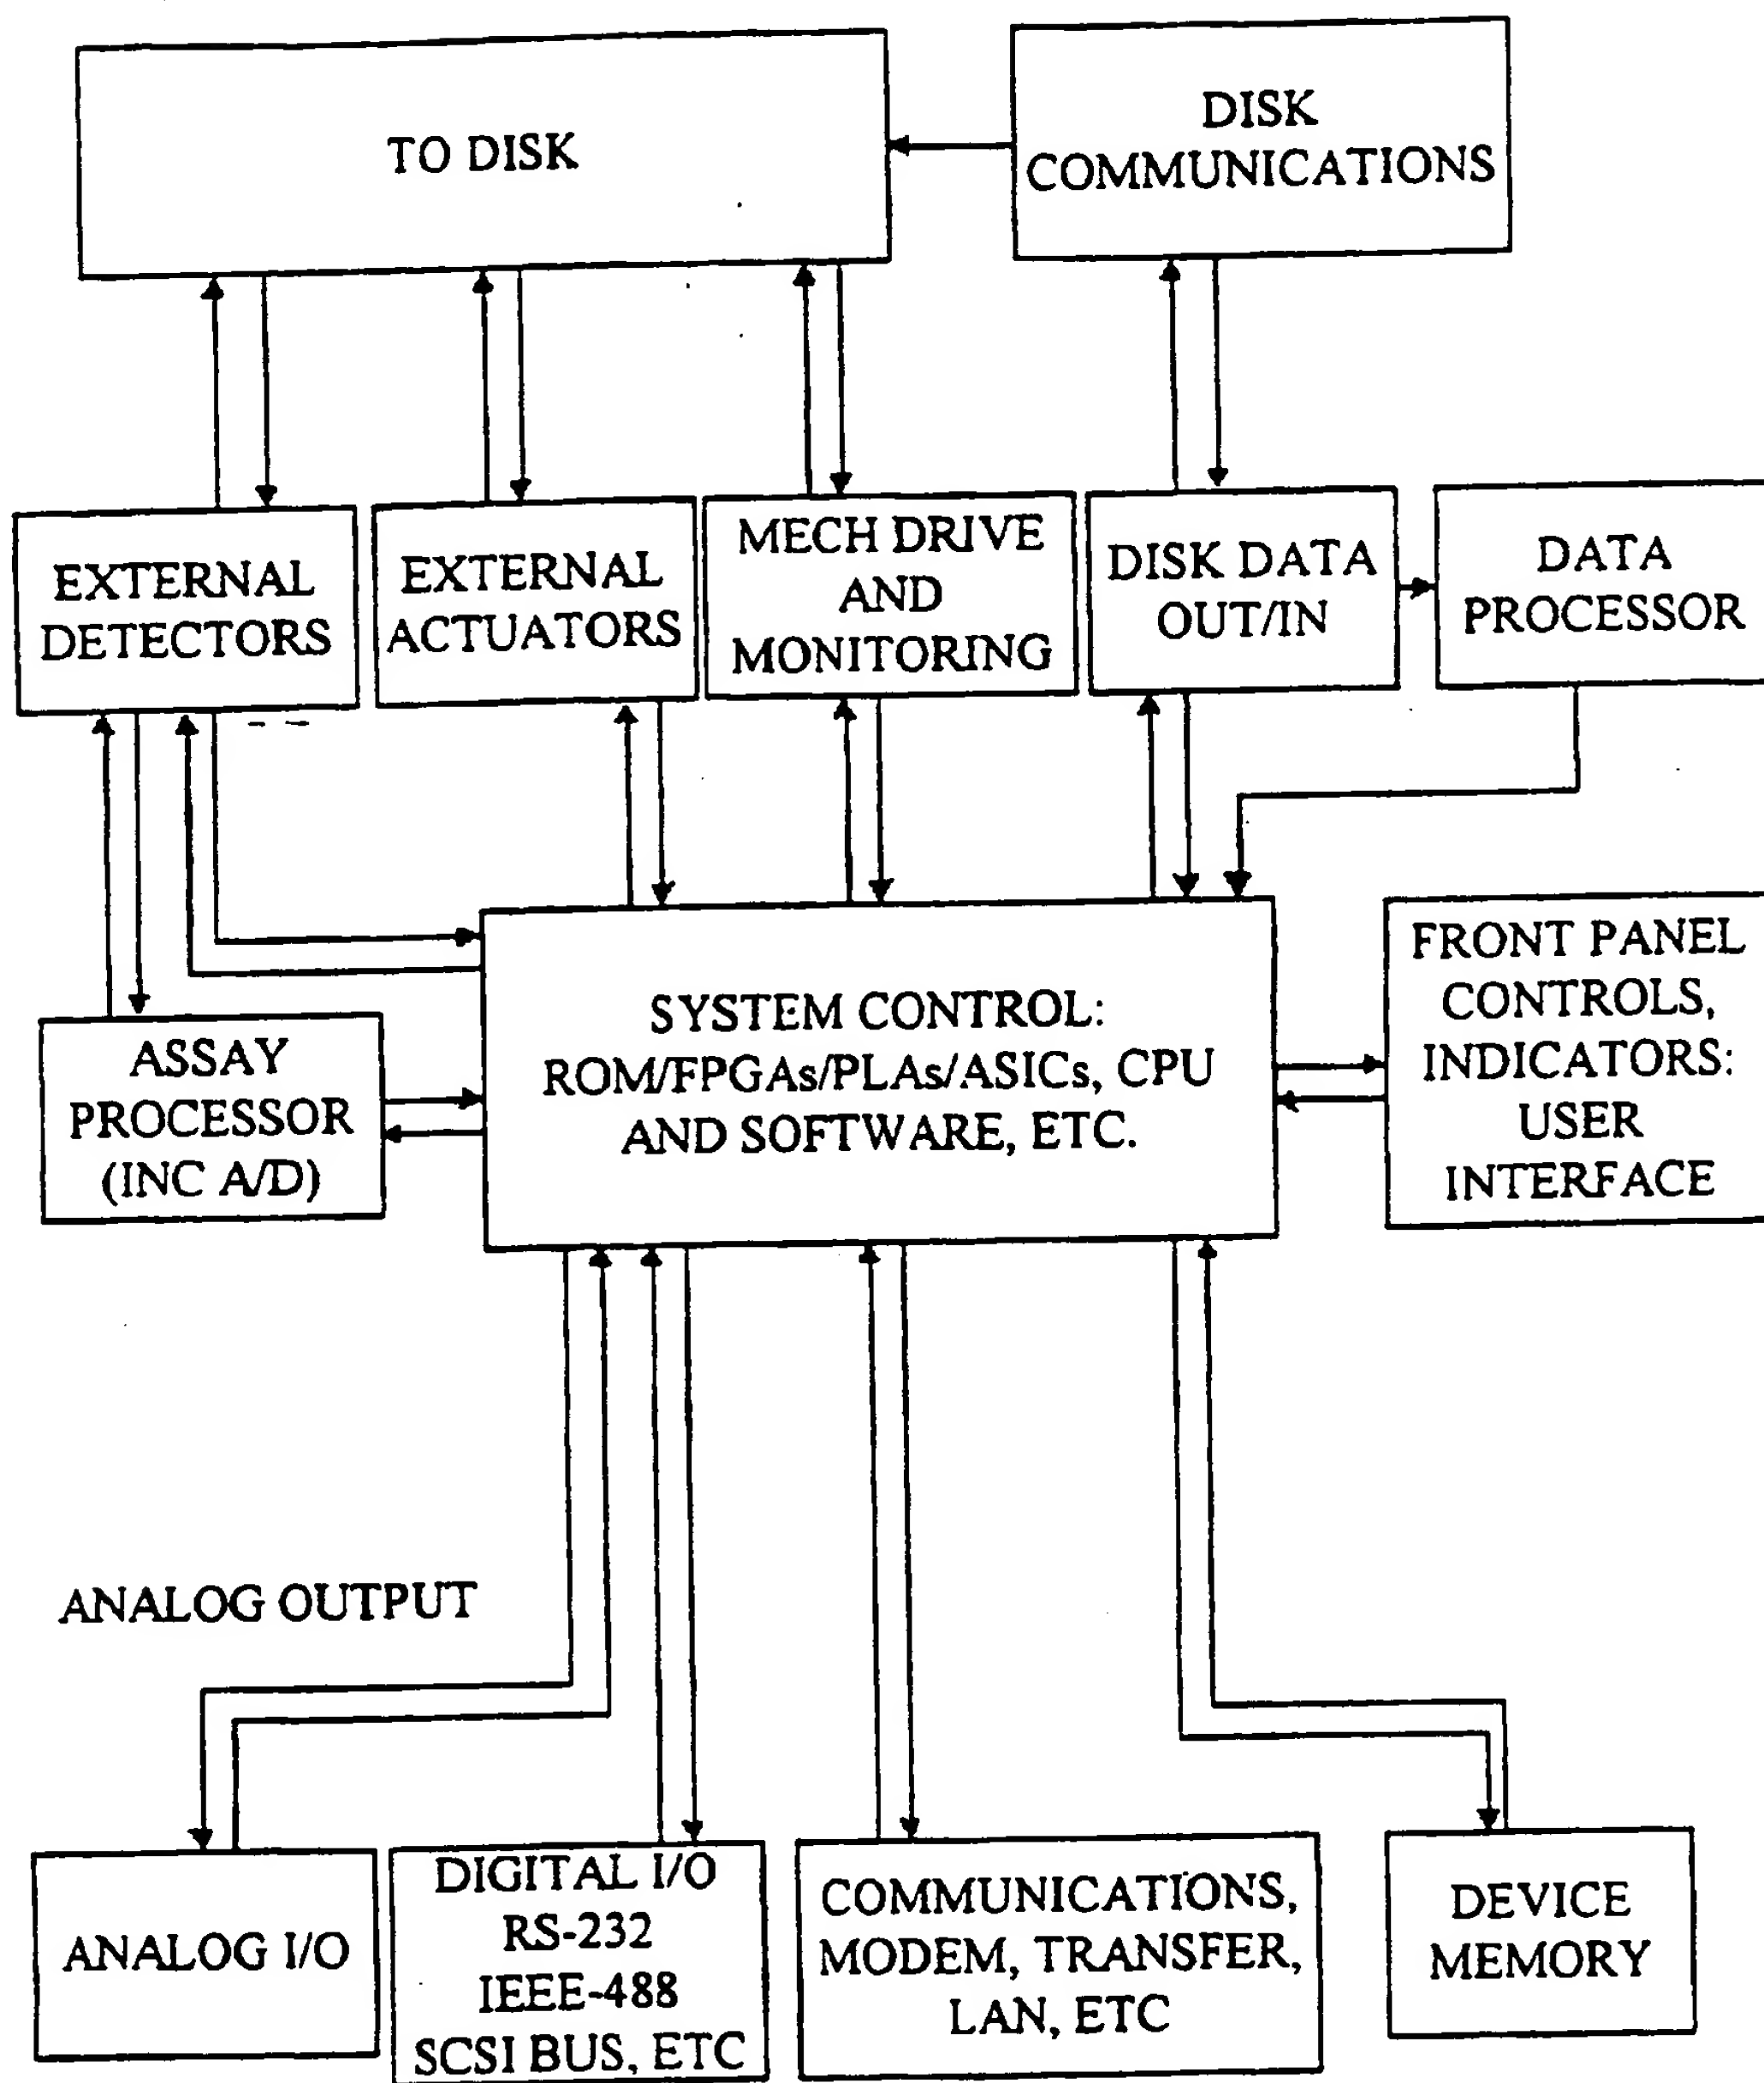 TO DISK
DISK
COMMUNICATIONS
EXTERNAL
DETECTORS
EXTERNAL
ACTUATORS
MECH DRIVE
AND
MONITORING
DISK DATA
OUT/IN
DATA
PROCESSOR
ASSAY
PROCESSOR
(INC A/D)
SYSTEM CONTROL:
ROM/FPGAs/PLAs/ASICs, CPU
AND SOFTWARE, ETC.
FRONT PANEL
CONTROLS,
INDICATORS:
USER
INTERFACE
ANALOG OUTPUT
ANALOG I/O
DIGITAL I/O
RS-232
IEEE-488
SCSI BUS, ETC
COMMUNICATIONS,
MODEM, TRANSFER,
LAN, ETC
DEVICE
MEMORY